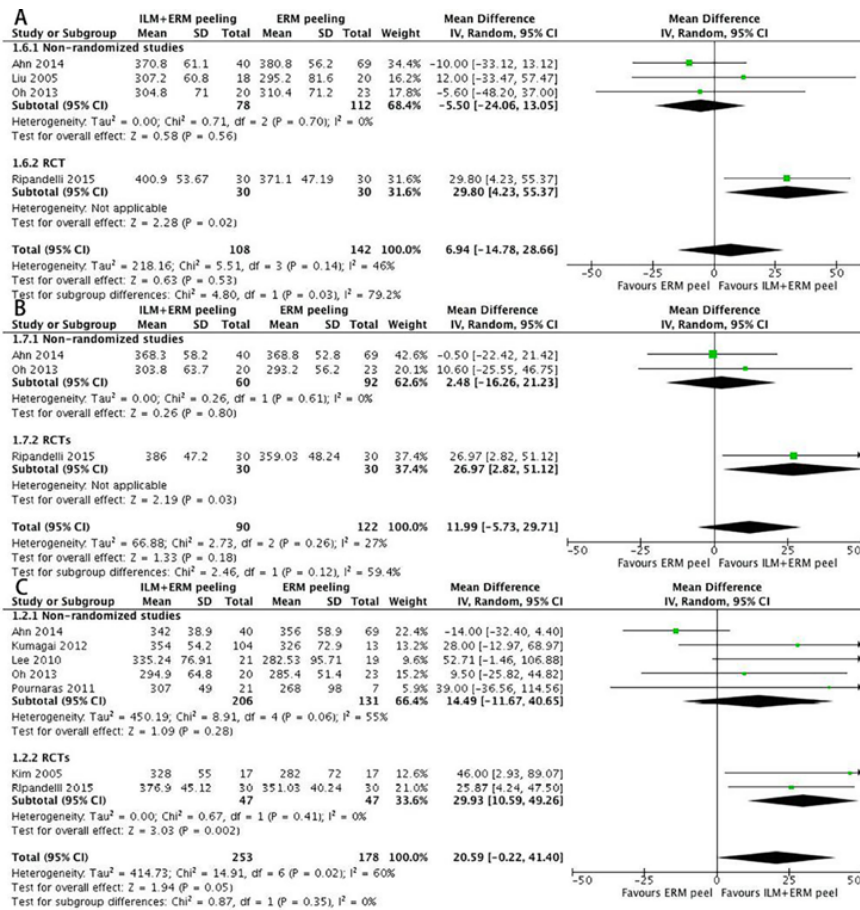 A
ILM+ERM peeling ERM peeling Mean Difference Mean Difference
Study or Subgroup Mean SD Total Mean SD Total Weight IV, Random, 95% CI IV, Random, 95% CI
1.6.1 Non-randomized studies
Ahn 2014 370.8 61.1 40 380.8 56.2 69 34.4% -10.00 [-33.12, 13.12]
Liu 2005 307.2 60.8 18 295.2 81.6 20 16.2% 12.00 [-33.47, 57.47]
Oh 2013 304.8 71 20 310.4 71.2 23 17.8% -5.60 [-48.20, 37.00]
Subtotal (95% CI) 78 112 68.4% -5.50 [-24.06, 13.05]
Heterogeneity: Tau² = 0.00; Chi² = 0.71, df = 2 (P = 0.70); I² = 0%
Test for overall effect: Z = 0.58 (P = 0.56)
1.6.2 RCT
Ripandelli 2015 400.9 53.67 30 371.1 47.19 30 31.6% 29.80 [4.23, 55.37]
Subtotal (95% CI) 30 30 31.6% 29.80 [4.23, 55.37]
Heterogeneity: Not applicable
Test for overall effect: Z = 2.28 (P = 0.02)
Total (95% CI) 108 142 100.0% 6.94 [-14.78, 28.66]
Heterogeneity: Tau² = 218.16; Chi² = 5.51, df = 3 (P = 0.14); I² = 46%
Test for overall effect: Z = 0.63 (P = 0.53)
Test for subgroup differences: Chi² = 4.80, df = 1 (P = 0.03), I² = 79.2%
-50 -25 0 25 50
Favours ERM peel Favours ILM+ERM peel
B
ILM+ERM peeling ERM peeling Mean Difference Mean Difference
Study or Subgroup Mean SD Total Mean SD Total Weight IV, Random, 95% CI IV, Random, 95% CI
1.7.1 Non-randomized studies
Ahn 2014 368.3 58.2 40 368.8 52.8 69 42.6% -0.50 [-22.42, 21.42]
Oh 2013 303.8 63.7 20 293.2 56.2 23 20.1% 10.60 [-25.55, 46.75]
Subtotal (95% CI) 60 92 62.6% 2.48 [-16.26, 21.23]
Heterogeneity: Tau² = 0.00; Chi² = 0.26, df = 1 (P = 0.61); I² = 0%
Test for overall effect: Z = 0.26 (P = 0.80)
1.7.2 RCTs
Ripandelli 2015 386 47.2 30 359.03 48.24 30 37.4% 26.97 [2.82, 51.12]
Subtotal (95% CI) 30 30 37.4% 26.97 [2.82, 51.12]
Heterogeneity: Not applicable
Test for overall effect: Z = 2.19 (P = 0.03)
Total (95% CI) 90 122 100.0% 11.99 [-5.73, 29.71]
Heterogeneity: Tau² = 66.88; Chi² = 2.73, df = 2 (P = 0.26); I² = 27%
Test for overall effect: Z = 1.33 (P = 0.18)
Test for subgroup differences: Chi² = 2.46, df = 1 (P = 0.12), I² = 59.4%
-50 -25 0 25 50
Favours ERM peel Favours ILM+ERM peel
C
ILM+ERM peeling ERM peeling Mean Difference Mean Difference
Study or Subgroup Mean SD Total Mean SD Total Weight IV, Random, 95% CI IV, Random, 95% CI
1.2.1 Non-randomized studies
Ahn 2014 342 38.9 40 356 58.9 69 22.4% -14.00 [-32.40, 4.40]
Kumagai 2012 354 54.2 104 326 72.9 13 13.2% 28.00 [-12.97, 68.97]
Lee 2010 335.24 76.91 21 282.53 95.71 19 9.6% 52.71 [-1.46, 106.88]
Oh 2013 294.9 64.8 20 285.4 51.4 23 15.3% 9.50 [-25.82, 44.82]
Pournaras 2011 307 49 21 268 98 7 5.9% 39.00 [-36.56, 114.56]
Subtotal (95% CI) 206 131 66.4% 14.49 [-11.67, 40.65]
Heterogeneity: Tau² = 450.19; Chi² = 8.91, df = 4 (P = 0.06); I² = 55%
Test for overall effect: Z = 1.09 (P = 0.28)
1.2.2 RCTs
Kim 2005 328 55 17 282 72 17 12.6% 46.00 [2.93, 89.07]
Ripandelli 2015 376.9 45.12 30 351.03 40.24 30 21.0% 25.87 [4.24, 47.50]
Subtotal (95% CI) 47 47 33.6% 29.93 [10.59, 49.26]
Heterogeneity: Tau² = 0.00; Chi² = 0.67, df = 1 (P = 0.41); I² = 0%
Test for overall effect: Z = 3.03 (P = 0.002)
Total (95% CI) 253 178 100.0% 20.59 [-0.22, 41.40]
Heterogeneity: Tau² = 414.73; Chi² = 14.91, df = 6 (P = 0.02); I² = 60%
Test for overall effect: Z = 1.94 (P = 0.05)
Test for subgroup differences: Chi² = 0.87, df = 1 (P = 0.35), I² = 0%
-50 -25 0 25 50
Favours ERM peel Favours ILM+ERM peel